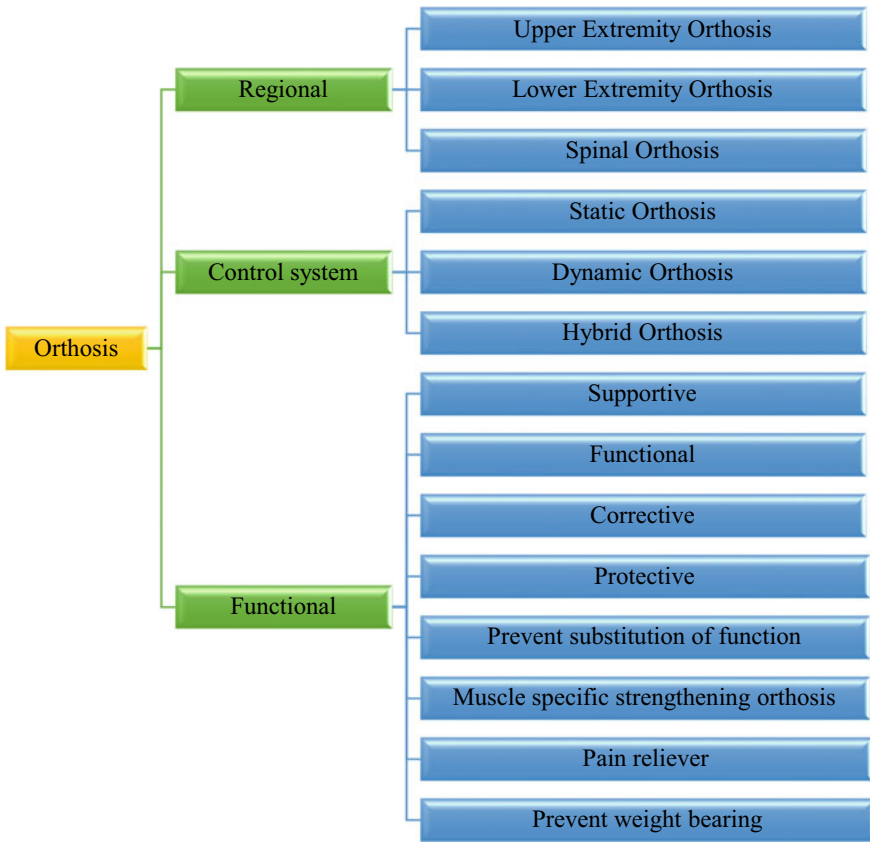 Orthosis
Regional
Upper Extremity Orthosis
Lower Extremity Orthosis
Spinal Orthosis
Control system
Static Orthosis
Dynamic Orthosis
Hybrid Orthosis
Functional
Supportive
Functional
Corrective
Protective
Prevent substitution of function
Muscle specific strengthening orthosis
Pain reliever
Prevent weight bearing